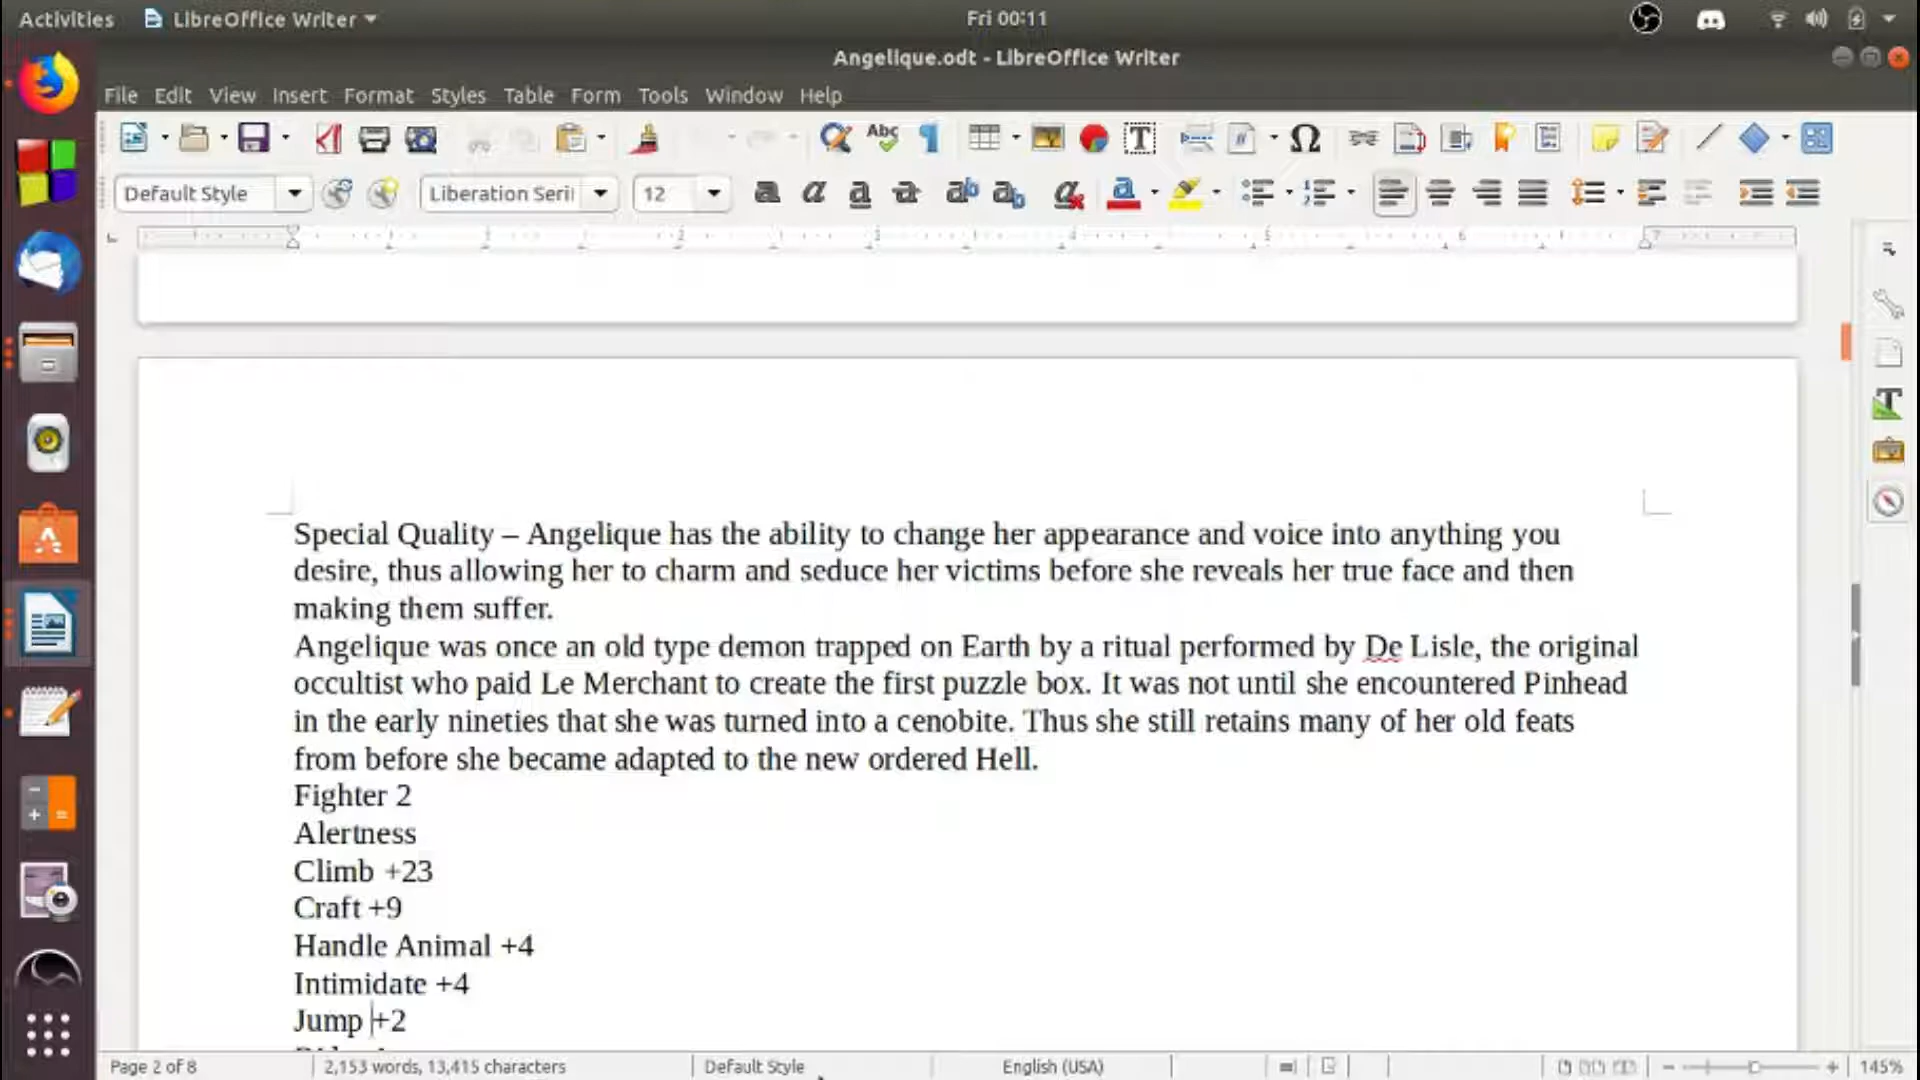 Activities LibreOffice Writer Fri 00:11
Angelique.odt - LibreOffice Writer
File Edit View Insert Format Styles Table Form Tools Window Help
Default Style Liberation Seri 12
Special Quality – Angelique has the ability to change her appearance and voice into anything you
desire, thus allowing her to charm and seduce her victims before she reveals her true face and then
making them suffer.
Angelique was once an old type demon trapped on Earth by a ritual performed by De Lisle, the original
occultist who paid Le Merchant to create the first puzzle box. It was not until she encountered Pinhead
in the early nineties that she was turned into a cenobite. Thus she still retains many of her old feats
from before she became adapted to the new ordered Hell.
Fighter 2
Alertness
Climb +23
Craft +9
Handle Animal +4
Intimidate +4
Jump +2
Page 2 of 8 2,153 words, 13,415 characters Default Style English (USA) 145%